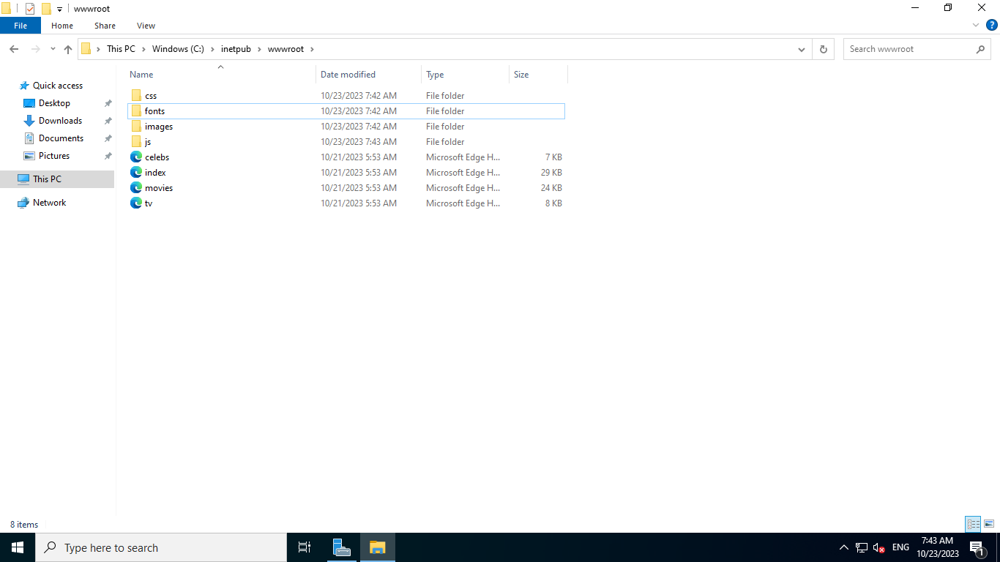 wwwroot
File Home Share View
This PC Windows (C:) inetpub wwwroot Search wwwroot
Name Date modified Type Size
Quick access
Desktop
Downloads
Documents
Pictures
This PC
Network
css 10/23/2023 7:42 AM File folder
fonts 10/23/2023 7:42 AM File folder
images 10/23/2023 7:42 AM File folder
js 10/23/2023 7:43 AM File folder
celebs 10/21/2023 5:53 AM Microsoft Edge H... 7 KB
index 10/21/2023 5:53 AM Microsoft Edge H... 29 KB
movies 10/21/2023 5:53 AM Microsoft Edge H... 24 KB
tv 10/21/2023 5:53 AM Microsoft Edge H... 8 KB
8 items
Type here to search
ENG
7:43 AM
10/23/2023
1